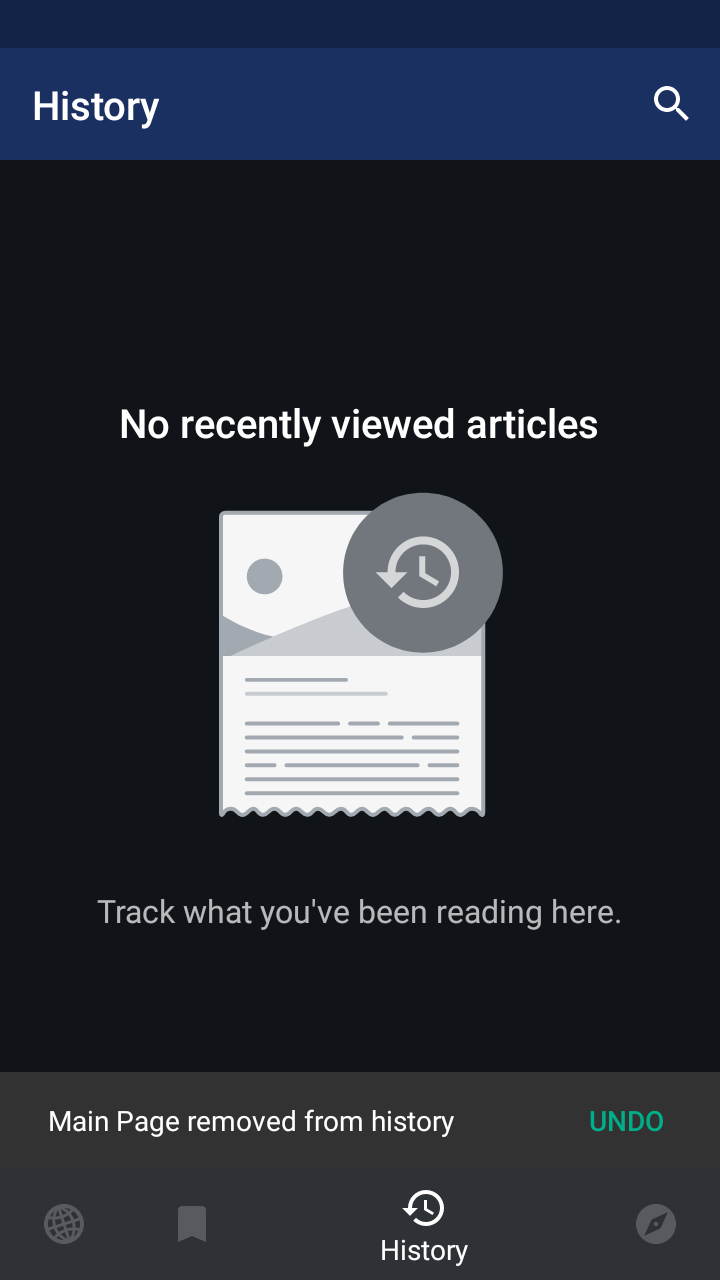 History
No recently viewed articles
Track what you've been reading here.
Main Page removed from history
UNDO
History